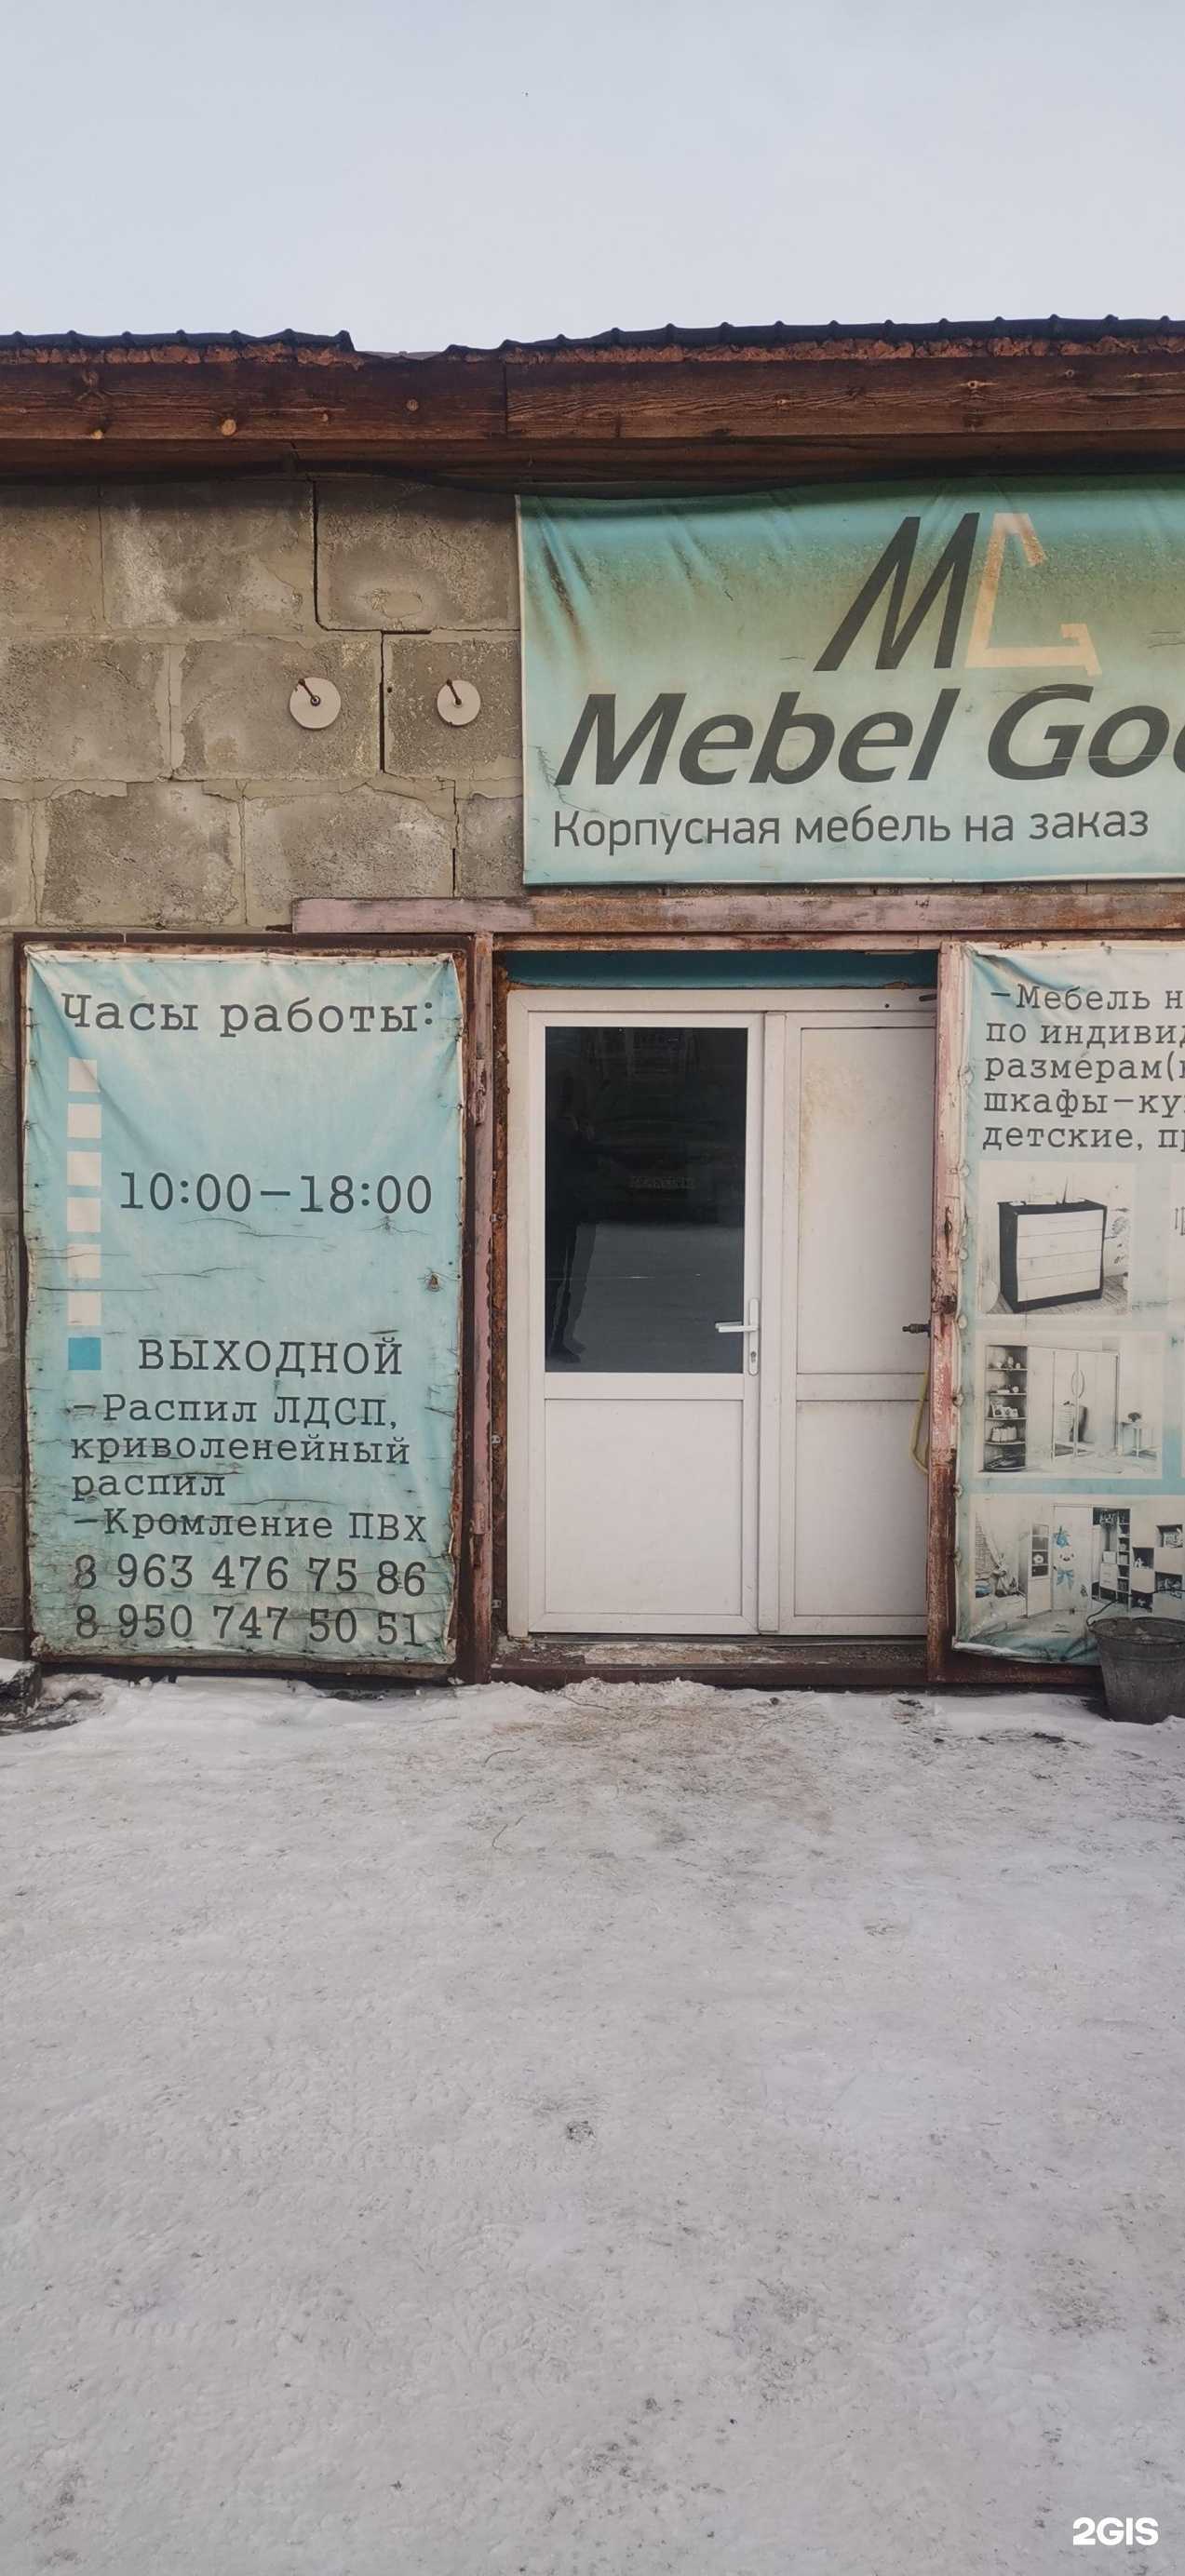 МG
Mebel Goo
Корпусная мебель на заказ
Часы работы:
10:00-18:00
ВЫХОДНОЙ
-Распил ЛДСП,
криволенейный
распил
-Кромление ПВХ
8 963 476 75 86
8 950 747 50 51
-Мебель н
по индивид
размерам(
шкафы-ку
детские, пр
2GIS